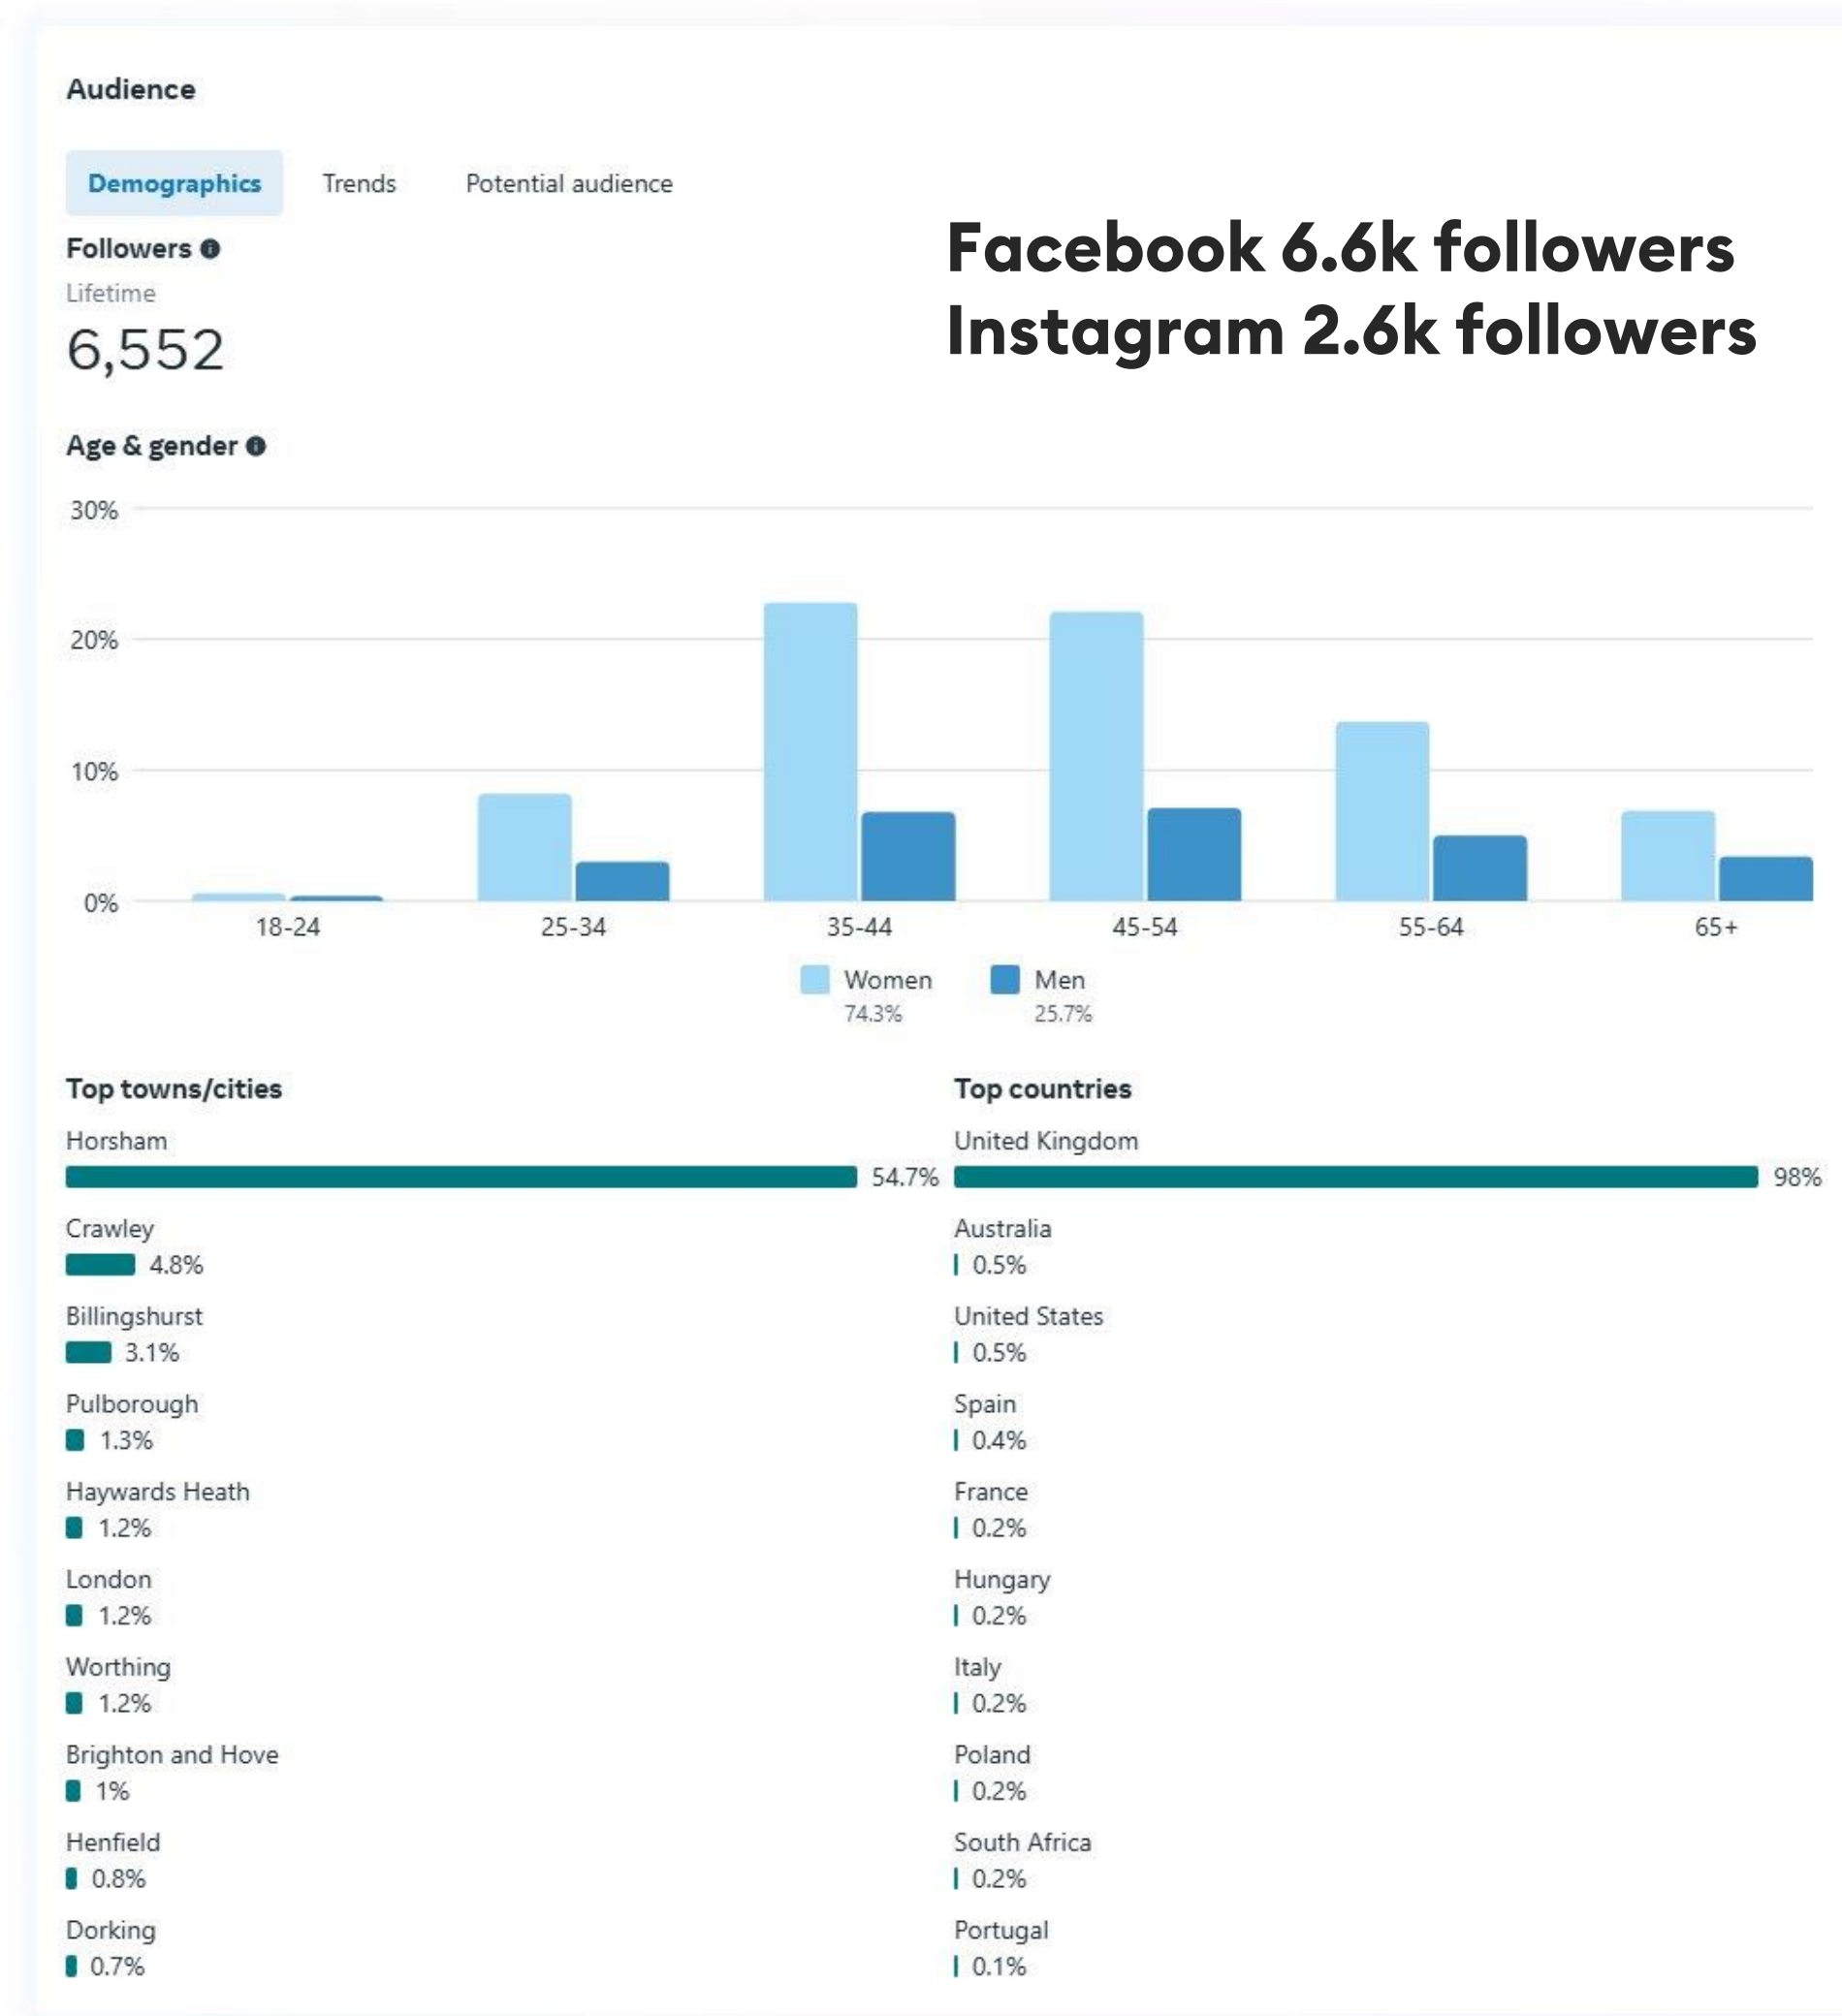 Audience
Demographics Trends Potential audience
Followers
Lifetime
6,552
Facebook 6.6k followers
Instagram 2.6k followers
Age & gender
30%
20%
10%
0%
18-24 25-34 35-44 45-54 55-64 65+
Women Men
74.3% 25.7%
Top towns/cities
Horsham
54.7%
Crawley
4.8%
Billingshurst
3.1%
Pulborough
1.3%
Haywards Heath
1.2%
London
1.2%
Worthing
1.2%
Brighton and Hove
1%
Henfield
0.8%
Dorking
0.7%
Top countries
United Kingdom
98%
Australia
0.5%
United States
0.5%
Spain
0.4%
France
0.2%
Hungary
0.2%
Italy
0.2%
Poland
0.2%
South Africa
0.2%
Portugal
0.1%